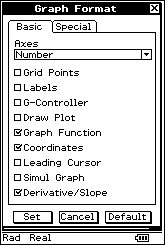 Graph Format
Basic Special
Axes
Number
Grid Points
Labels
G-Controller
Draw Plot
Graph Function
Coordinates
Leading Cursor
Simul Graph
Derivative/Slope
Set Cancel Default
Rad Real